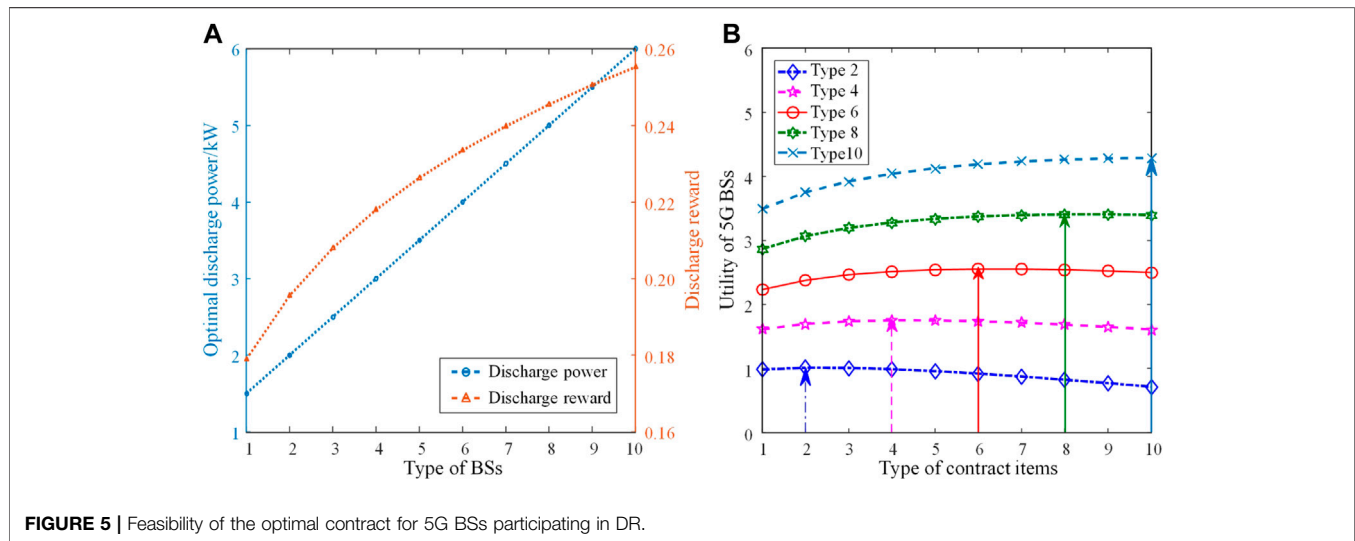 A
Optimal discharge power/kW
6
5
4
3
2
1
0.26
0.24
0.22
0.20
0.18
0.16
Discharge reward
Discharge power
Discharge reward
1 2 3 4 5 6 7 8 9 10
Type of BSs
B
Utility of 5G BSs
6
5
4
3
2
1
0
Type 2
Type 4
Type 6
Type 8
Type10
1 2 3 4 5 6 7 8 9 10
Type of contract items
FIGURE 5 | Feasibility of the optimal contract for 5G BSs participating in DR.